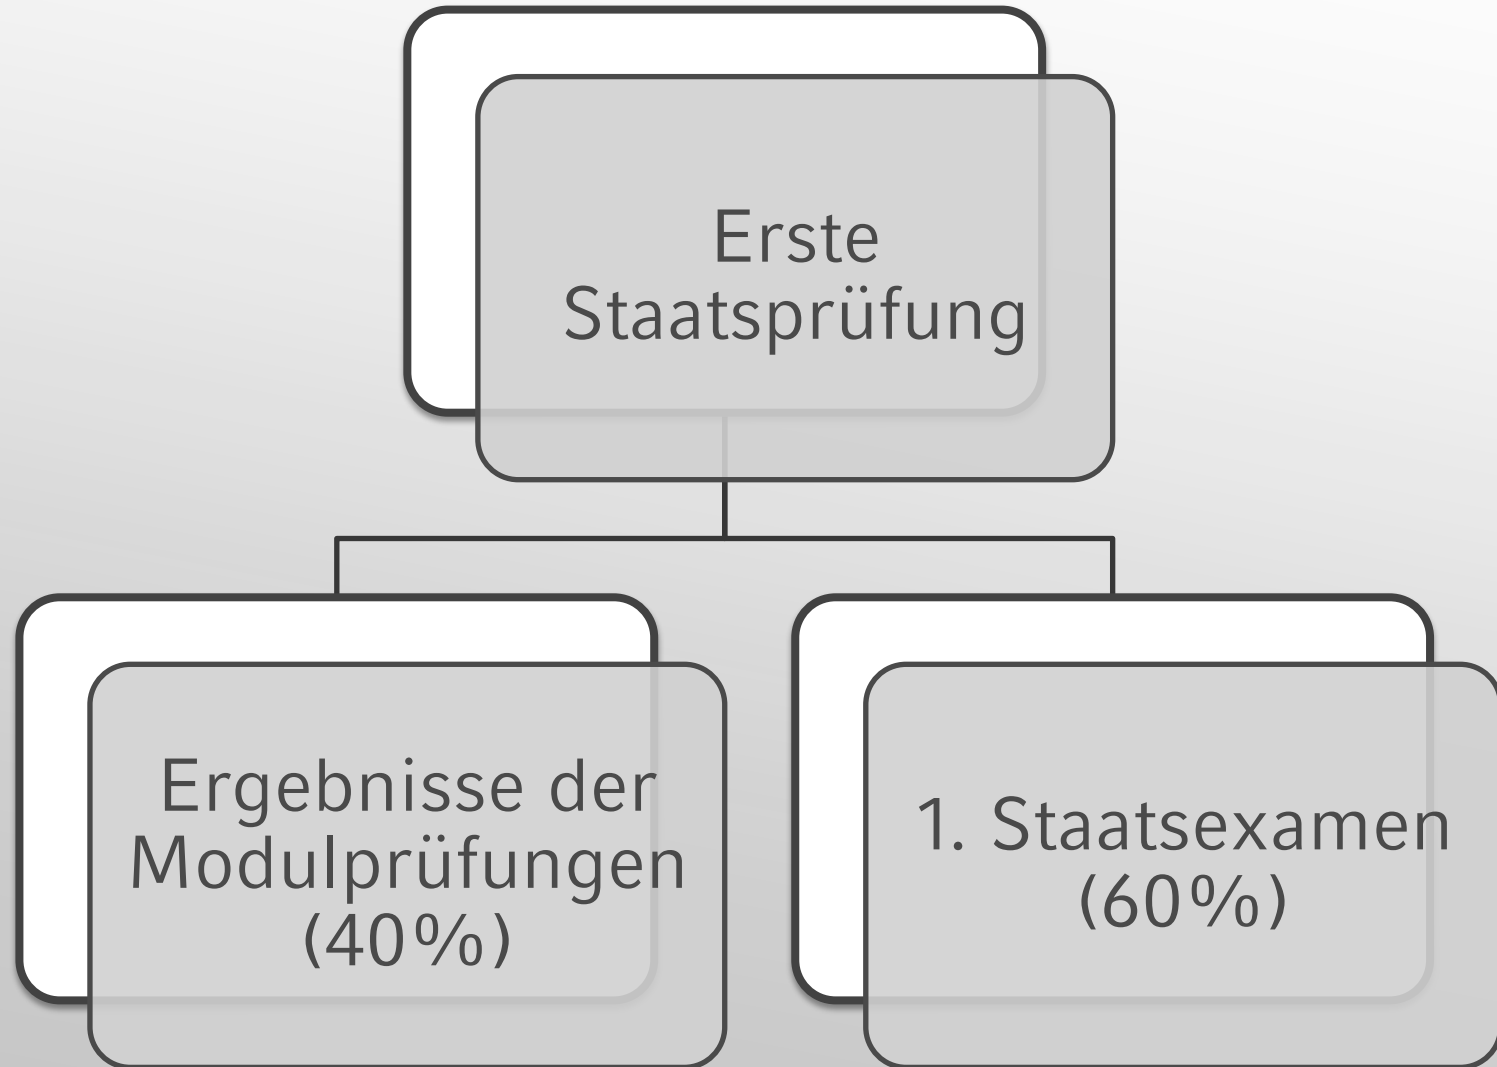 Erste
Staatsprüfung
Ergebnisse der
Modulprüfungen
(40%)
1. Staatsexamen
(60%)